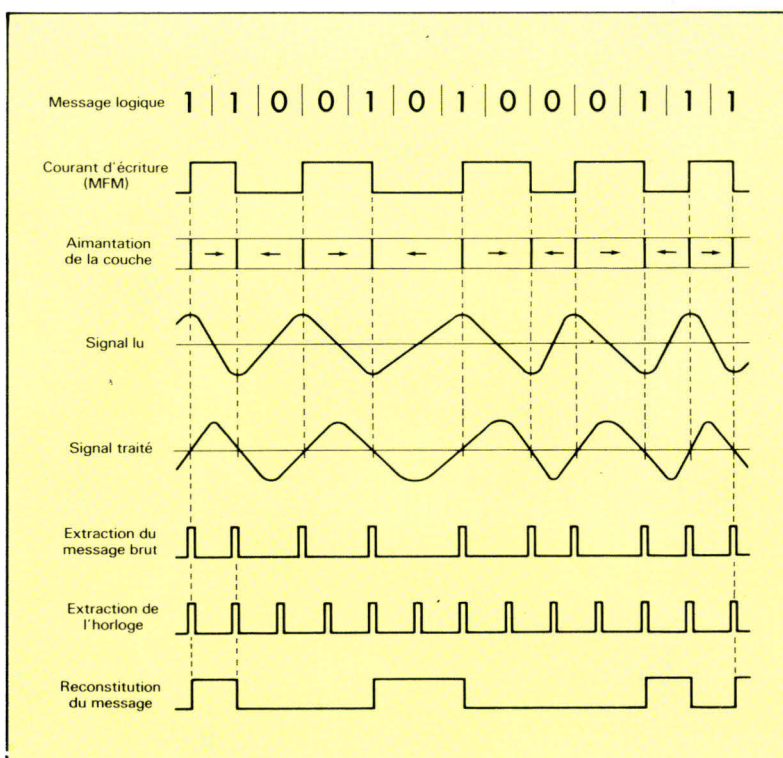 Message logique 1 | 1 | 0 | 0 | 1 | 0 | 1 | 0 | 0 | 0 | 1 | 1 | 1
Courant d'écriture
(MFM)
Aimantation
de la couche
Signal lu
Signal traité
Extraction du
message brut
Extraction de
l'horloge
Reconstitution
du message